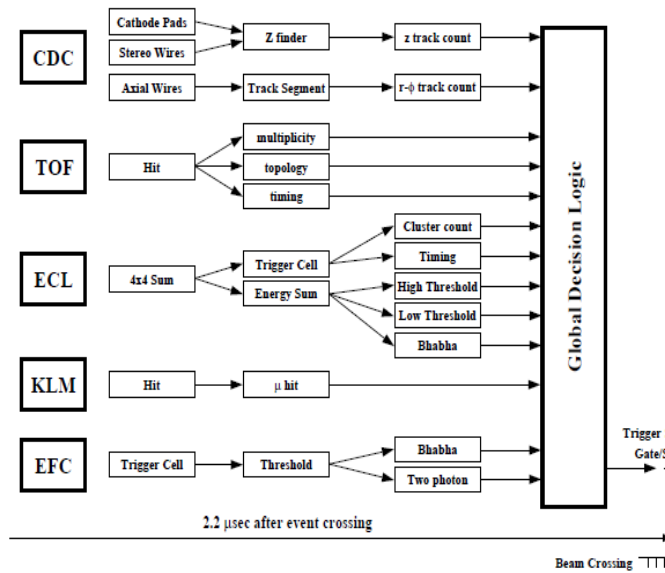 CDC
Cathode Pads
Stereo Wires
Z finder
z track count
Axial Wires
Track Segment
r-φ track count
TOF
Hit
multiplicity
topology
timing
ECL
4x4 Sum
Trigger Cell
Energy Sum
Cluster count
Timing
High Threshold
Low Threshold
Bhabha
KLM
Hit
μ hit
EFC
Trigger Cell
Threshold
Bhabha
Two photon
Global Decision Logic
Trigger
Gate/S
2.2 μsec after event crossing
Beam Crossing